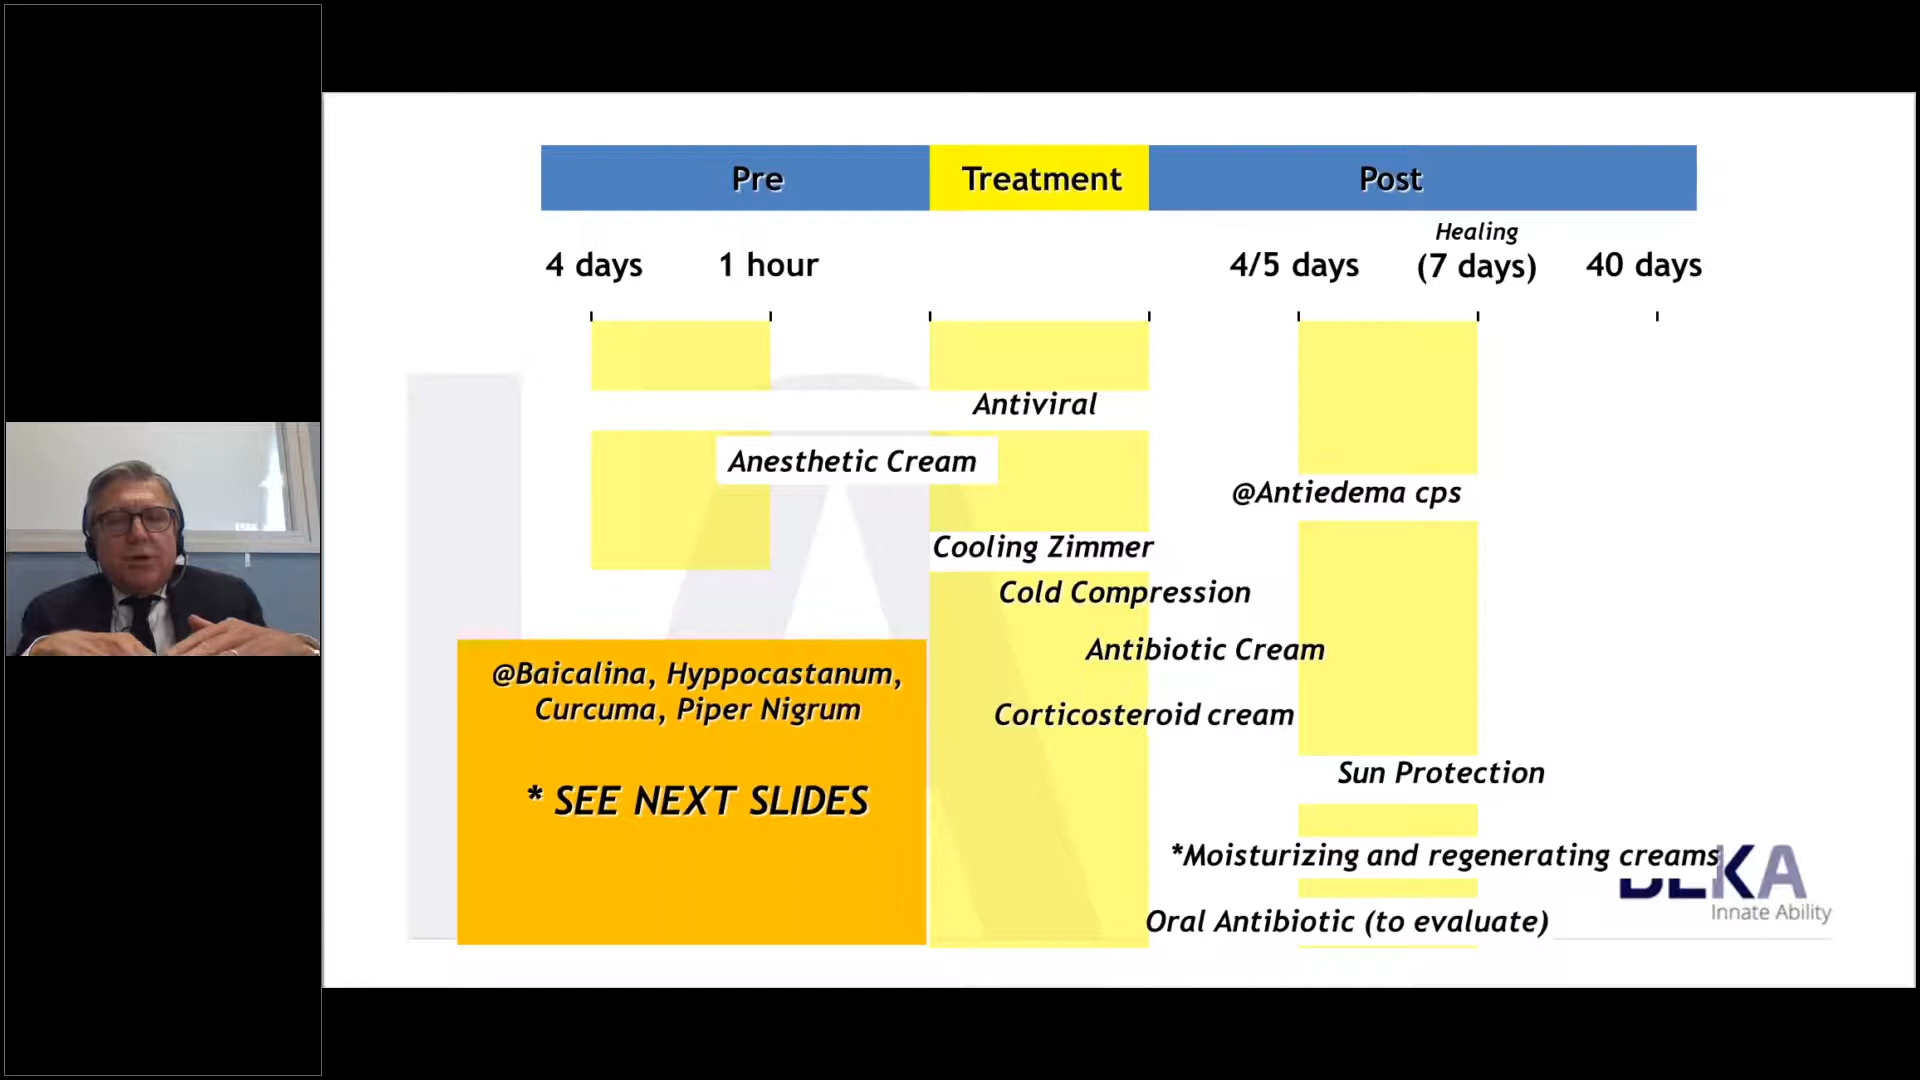 Pre
Treatment
Post
Healing
4 days
1 hour
4/5 days
(7 days)
40 days
Antiviral
Anesthetic Cream
@Antiedema cps
Cooling Zimmer
Cold Compression
Antibiotic Cream
@Baicalina, Hyppocastanum,
Curcuma, Piper Nigrum
Corticosteroid cream
Sun Protection
* SEE NEXT SLIDES
*Moisturizing and regenerating creams
DEKA
Innate Ability
Oral Antibiotic (to evaluate)